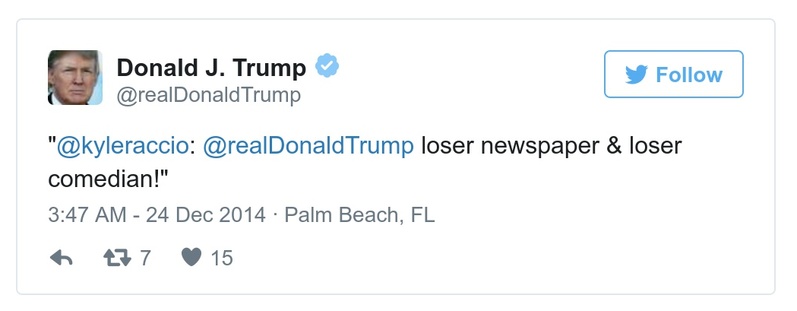 Donald J. Trump
@realDonaldTrump
Follow
"@kyleraccio: @realDonaldTrump loser newspaper & loser
comedian!"
3:47 AM - 24 Dec 2014 · Palm Beach, FL
7 15